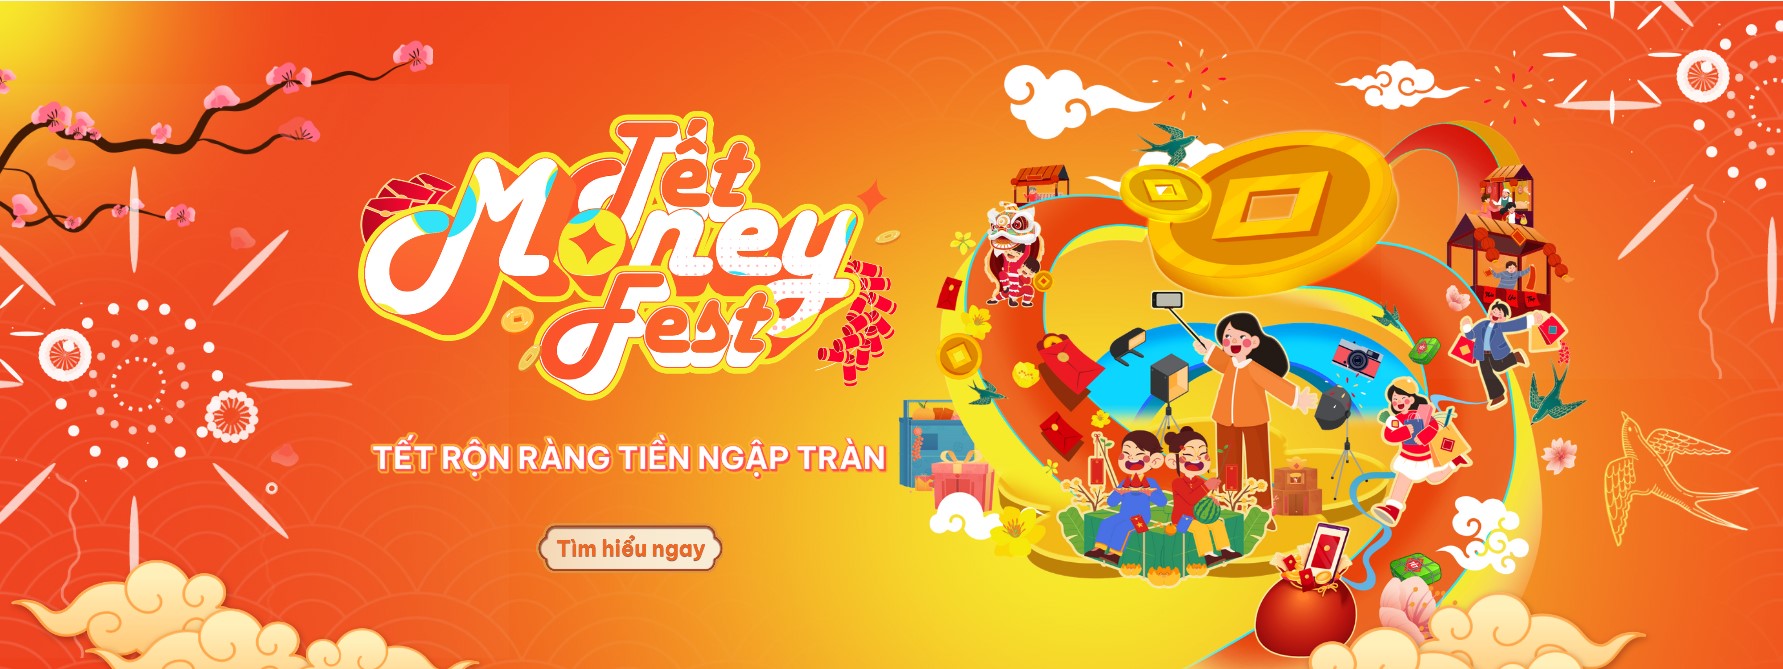 Tết
Money
Fest
TẾT RỘN RÀNG TIỀN NGẬP TRÀN
Tìm hiểu ngay